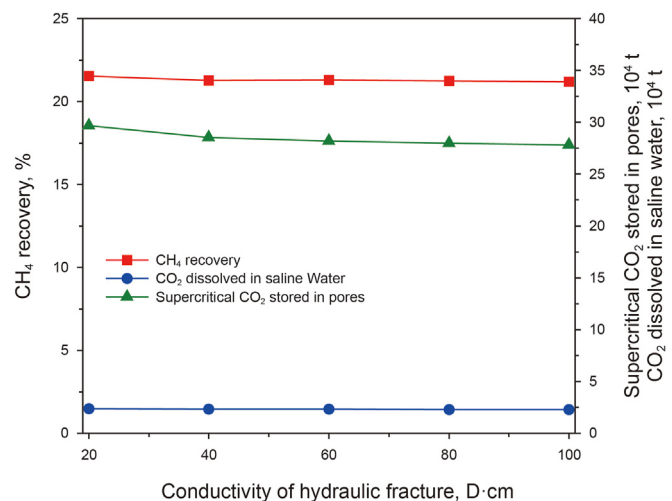 25
20
15
10
5
0
CH₄ recovery, %
40
35
30
25
20
15
10
5
0
Supercritical CO₂ stored in pores, 10⁴ t
CO₂ dissolved in saline water, 10⁴ t
CH₄ recovery
CO₂ dissolved in saline Water
Supercritical CO₂ stored in pores
20 40 60 80 100
Conductivity of hydraulic fracture, D·cm